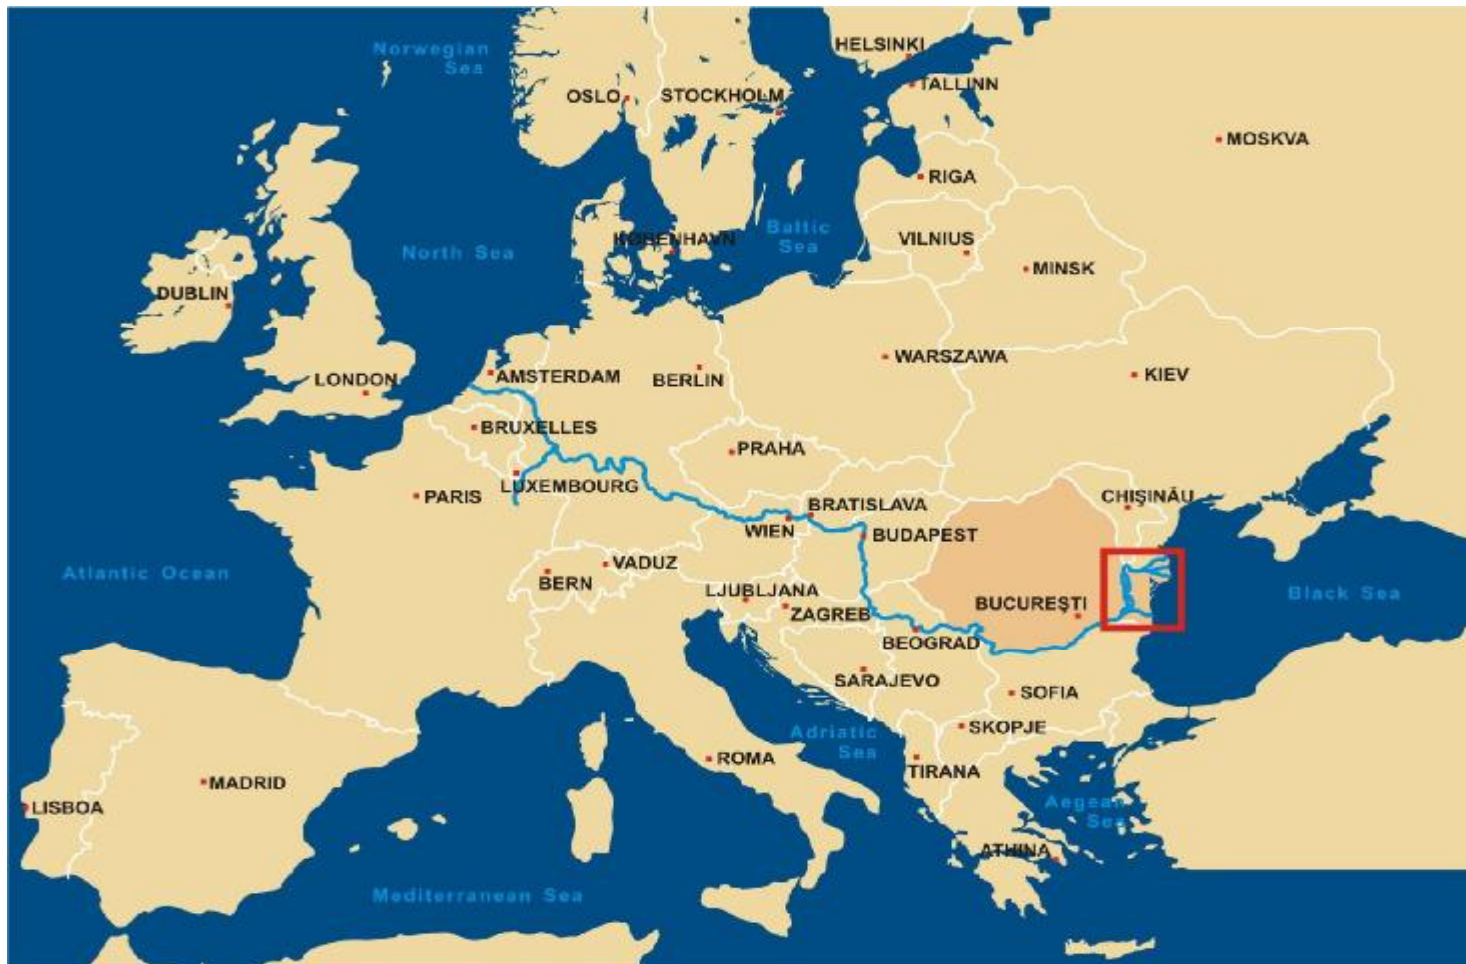 Norwegian
Sea
HELSINKI
TALLINN
OSLO
STOCKHOLM
MOSKVA
RIGA
Baltic
Sea
KØBENHAVN
North Sea
VILNIUS
MINSK
DUBLIN
WARSZAWA
LONDON
AMSTERDAM
BERLIN
KIEV
BRUXELLES
PRAHA
LUXEMBOURG
PARIS
CHIŞINĂU
BRATISLAVA
WIEN
BUDAPEST
Atlantic Ocean
BERN
VADUZ
LJUBLJANA
ZAGREB
BUCUREŞTI
Black Sea
BEOGRAD
SARAJEVO
SOFIA
Adriatic
Sea
SKOPJE
ROMA
TIRANA
MADRID
LISBOA
Aegean
Sea
ATHINA
Mediterranean Sea